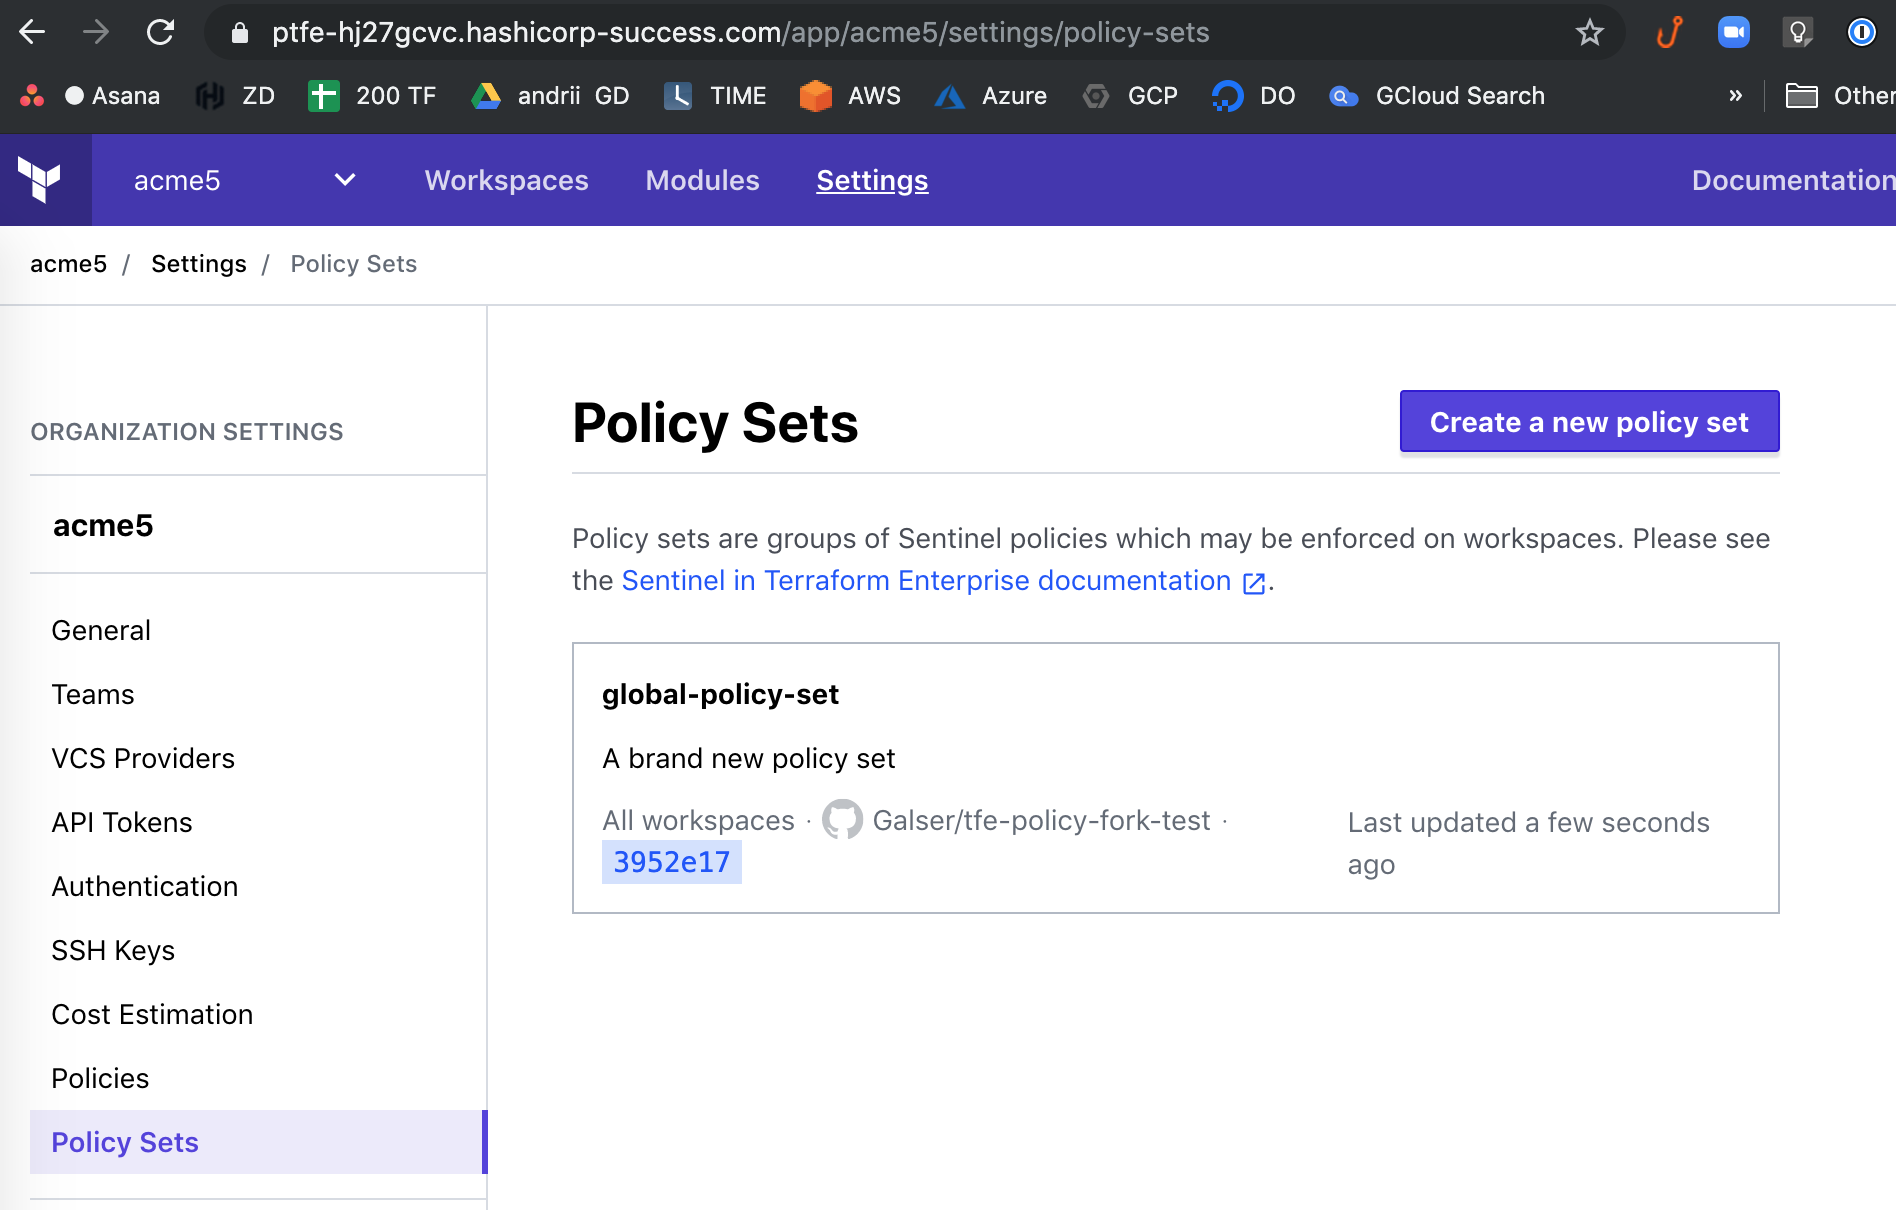 ptfe-hj27gcvc.hashicorp-success.com/app/acme5/settings/policy-sets
Asana ZD 200 TF andrii GD TIME AWS Azure GCP DO GCloud Search » Other
acme5 Workspaces Modules Settings Documentation
acme5 / Settings / Policy Sets
ORGANIZATION SETTINGS
acme5
General
Teams
VCS Providers
API Tokens
Authentication
SSH Keys
Cost Estimation
Policies
Policy Sets
Policy Sets
Create a new policy set
Policy sets are groups of Sentinel policies which may be enforced on workspaces. Please see
the Sentinel in Terraform Enterprise documentation .
global-policy-set
A brand new policy set
All workspaces · Galser/tfe-policy-fork-test ·
3952e17
Last updated a few seconds
ago